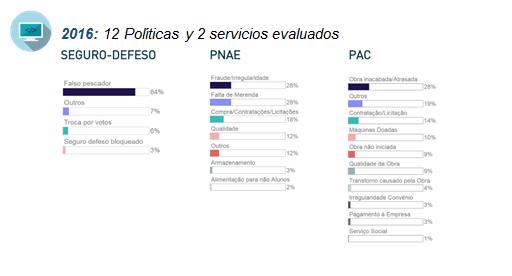 2016: 12 Políticas y 2 servicios evaluados
SEGURO-DEFESO
Falso pescador
84%
Outros
7%
Troca por votos
6%
Seguro defeso bloqueado
3%
PNAE
Fraude/Irregularidade
28%
Falta de Merenda
28%
Compra/Contratações/Licitações
18%
Qualidade
12%
Outros
12%
Armazenamento
3%
Alimentação para não Alunos
2%
PAC
Obra inacabada/Atrasada
28%
Outros
19%
Contratação/Licitação
14%
Máquinas Doadas
10%
Obra não iniciada
9%
Qualidade da Obra
9%
Transtorno causado pela Obra
4%
Irregularidade Convênio
3%
Pagamento à Empresa
3%
Serviço Social
1%